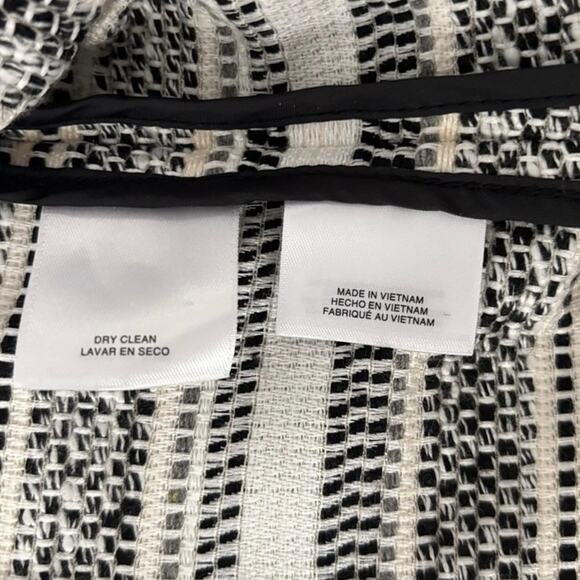 DRY CLEAN
LAVAR EN SECO
MADE IN VIETNAM
HECHO EN VIETNAM
FABRIQUÉ AU VIETNAM